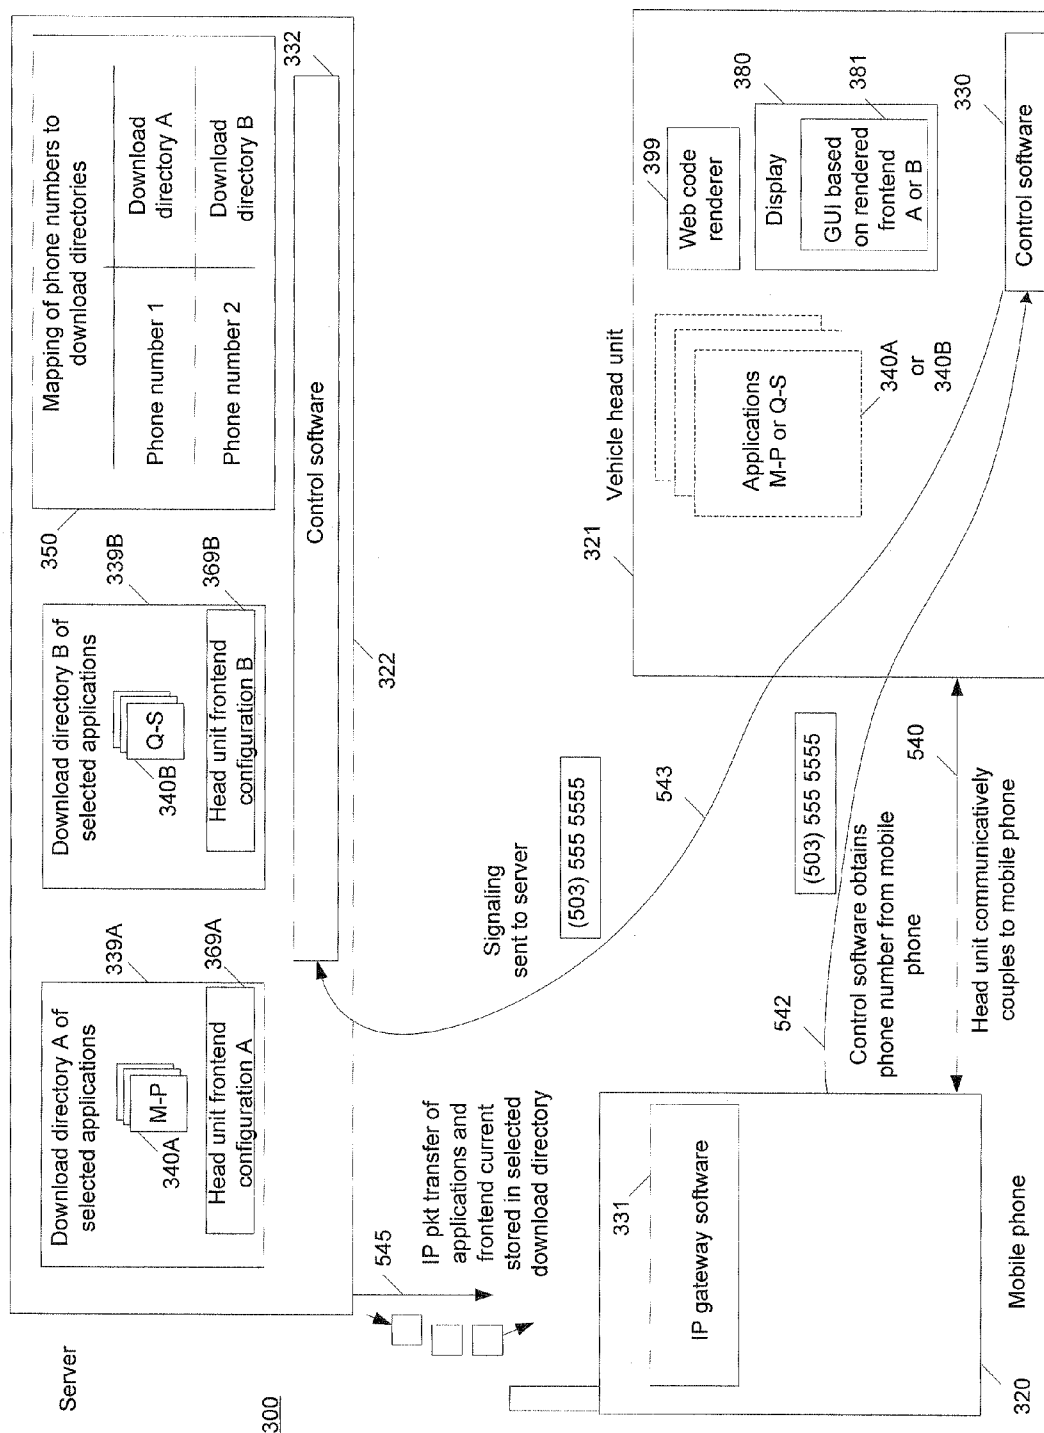 Server
300
Download directory A of
selected applications
339A
M-P
340A
369A
Head unit frontend
configuration A
Download directory B of
selected applications
339B
Q-S
340B
369B
Head unit frontend
configuration B
350
Mapping of phone numbers to
download directories
Phone number 1
Download
directory A
Phone number 2
Download
directory B
332
Control software
322
545
IP pkt transfer of
applications and
frontend current
stored in selected
download directory
Signaling
sent to server
(503) 555 5555
543
331
IP gateway software
320
Mobile phone
542
Control software obtains
phone number from mobile
phone
(503) 555 5555
540
Head unit communicatively
couples to mobile phone
321
Vehicle head unit
Applications
M-P or Q-S
340A
or
340B
399
Web code
renderer
380
Display
381
GUI based
on rendered
frontend
A or B
330
Control software